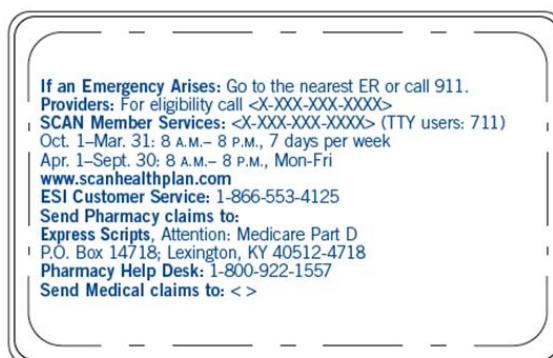 If an Emergency Arises: Go to the nearest ER or call 911.
Providers: For eligibility call <X-XXX-XXX-XXXX>
SCAN Member Services: <X-XXX-XXX-XXXX> (TTY users: 711)
Oct. 1–Mar. 31: 8 A.M.– 8 P.M., 7 days per week
Apr. 1–Sept. 30: 8 A.M.– 8 P.M., Mon-Fri
www.scanhealthplan.com
ESI Customer Service: 1-866-553-4125
Send Pharmacy claims to:
Express Scripts, Attention: Medicare Part D
P.O. Box 14718; Lexington, KY 40512-4718
Pharmacy Help Desk: 1-800-922-1557
Send Medical claims to: < >